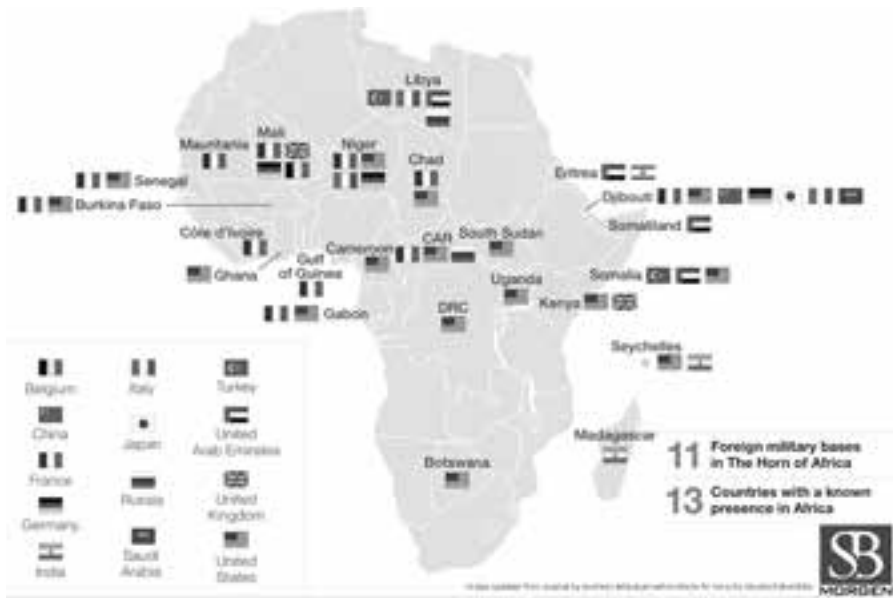 Libya
Mauritania
Mali
Niger
Chad
Eritrea
Senegal
Djibouti
Burkina Faso
Somaliland
Côte d'Ivoire
Cameroon
CAR
South Sudan
Ghana
Gulf
of Guinea
Uganda
Somalia
Kenya
Gabon
DRC
Seychelles
Belgium
Italy
Turkey
China
Japan
United
Arab Emirates
France
Russia
United
Kingdom
Germany
India
Saudi
Arabia
United
States
Madagascar
Botswana
11 Foreign military bases
in The Horn of Africa
13 Countries with a known
presence in Africa
SB
MORGEN